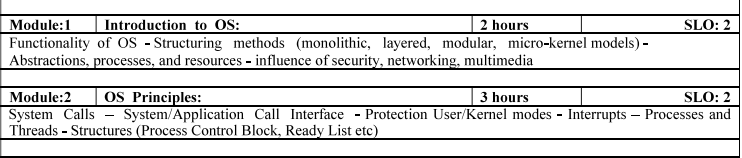 Module:1 Introduction to OS: 2 hours SLO: 2
Functionality of OS - Structuring methods (monolithic, layered, modular, micro-kernel models) -
Abstractions, processes, and resources - influence of security, networking, multimedia
Module:2 OS Principles: 3 hours SLO: 2
System Calls – System/Application Call Interface - Protection User/Kernel modes - Interrupts – Processes and
Threads - Structures (Process Control Block, Ready List etc)